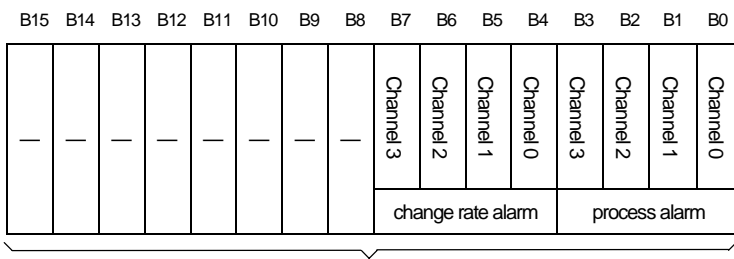 B15 B14 B13 B12 B11 B10 B9 B8 B7 B6 B5 B4 B3 B2 B1 B0
— — — — — — — — Channel 3 Channel 2 Channel 1 Channel 0 Channel 3 Channel 2 Channel 1 Channel 0
change rate alarm process alarm